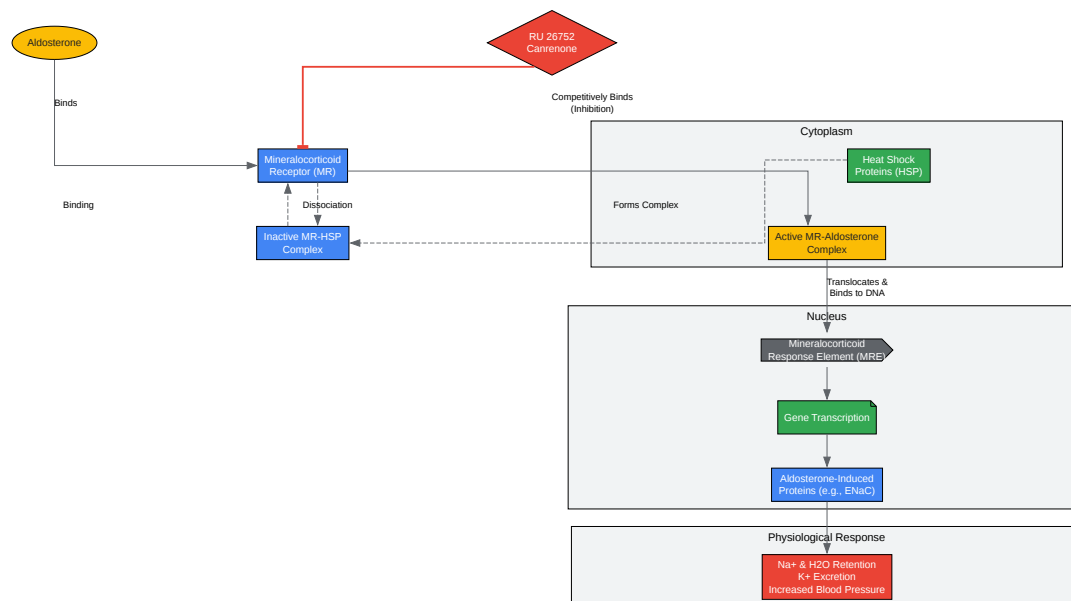 RU 26752
Canrenone
Aldosterone
Binds
Competitively Binds
(Inhibition)
Cytoplasm
Mineralocorticoid
Receptor (MR)
Heat Shock
Proteins (HSP)
Binding
Dissociation
Forms Complex
Inactive MR-HSP
Complex
Active MR-Aldosterone
Complex
Translocates &
Binds to DNA
Nucleus
Mineralocorticoid
Response Element (MRE)
Gene Transcription
Aldosterone-Induced
Proteins (e.g., ENaC)
Physiological Response
Na+ & H2O Retention
K+ Excretion
Increased Blood Pressure